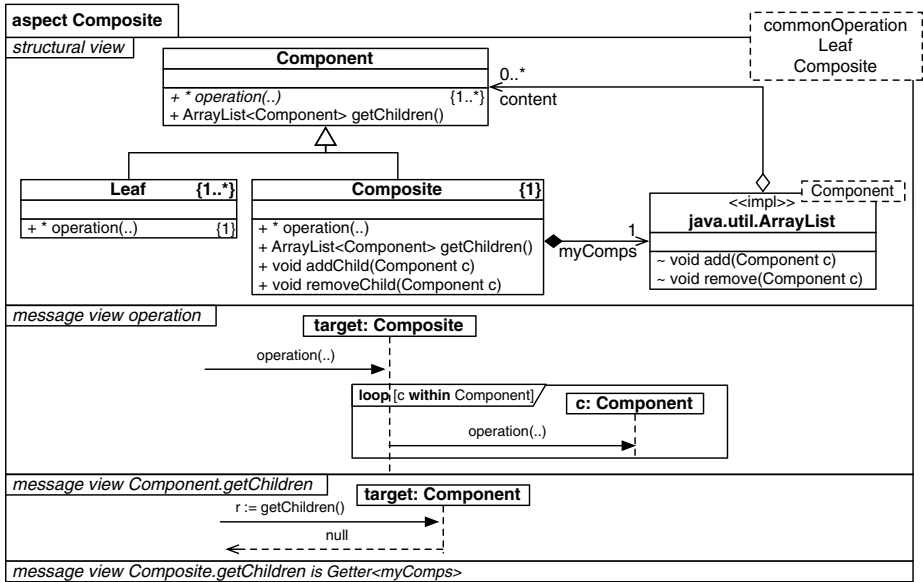 aspect Composite
structural view
commonOperation
Leaf
Composite
Component
+ * operation(..) {1..*}
+ ArrayList<Component> getChildren()
0..*
content
Leaf {1..*}
+ * operation(..) {1}
Composite {1}
+ * operation(..)
+ ArrayList<Component> getChildren()
+ void addChild(Component c)
+ void removeChild(Component c)
1
myComps
Component
<<impl>>
java.util.ArrayList
~ void add(Component c)
~ void remove(Component c)
message view operation
target: Composite
operation(..)
loop [c within Component]
c: Component
operation(..)
message view Component.getChildren
target: Component
r := getChildren()
null
message view Composite.getChildren is Getter<myComps>